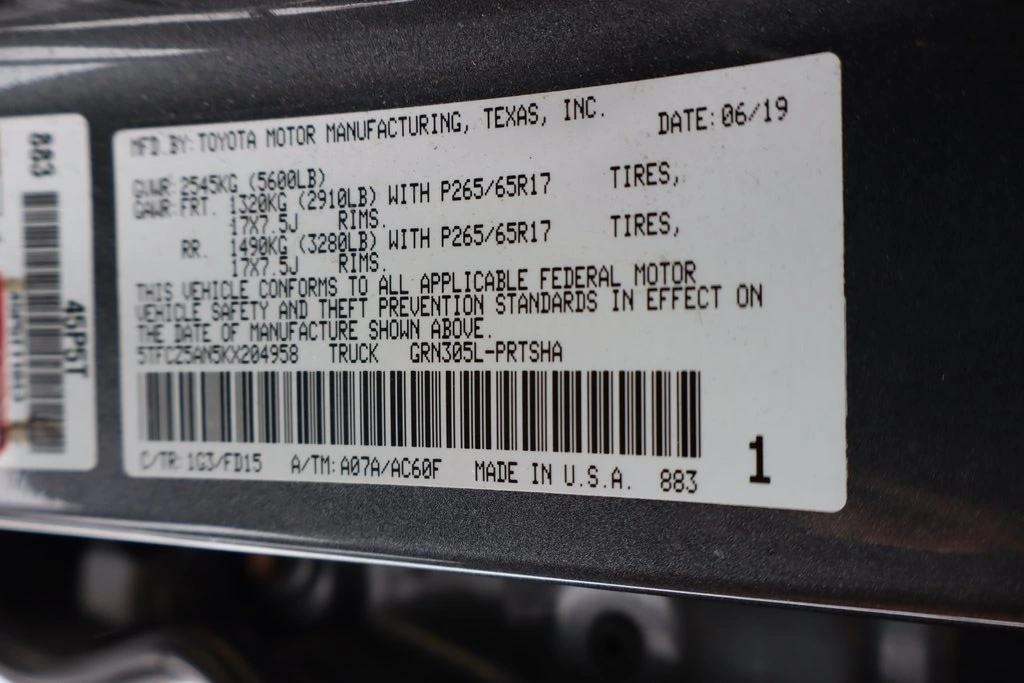 MFD.BY:TOYOTA MOTOR MANUFACTURING, TEXAS, INC. DATE:06/19
GVWR:2545KG (5600LB)
GAWR:FRT. 1320KG (2910LB) WITH P265/65R17 TIRES,
17X7.5J RIMS.
RR. 1490KG (3280LB) WITH P265/65R17 TIRES,
17X7.5J RIMS.
THIS VEHICLE CONFORMS TO ALL APPLICABLE FEDERAL MOTOR
VEHICLE SAFETY AND THEFT PREVENTION STANDARDS IN EFFECT ON
THE DATE OF MANUFACTURE SHOWN ABOVE.
5TFCZ5AN5KX204958 TRUCK GRN305L-PRTSHA
C/TR:1G3/FD15 A/TM:A07A/AC60F MADE IN U.S.A. 883
1
883
45P5T